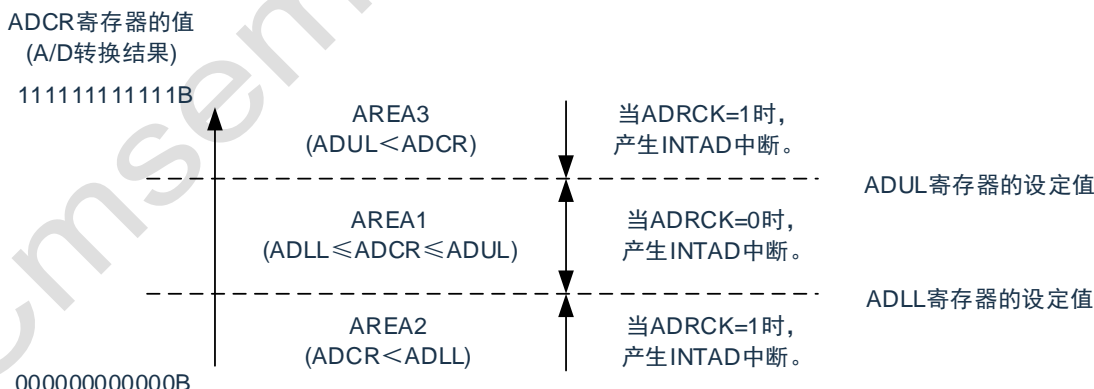 ADCR寄存器的值
(A/D转换结果)
111111111111B
AREA3
(ADUL＜ADCR)
当ADRCK=1时，
产生INTAD中断。
ADUL寄存器的设定值
AREA1
(ADLL≤ADCR≤ADUL)
当ADRCK=0时，
产生INTAD中断。
ADLL寄存器的设定值
AREA2
(ADCR＜ADLL)
当ADRCK=1时，
产生INTAD中断。
000000000000B
cmsem